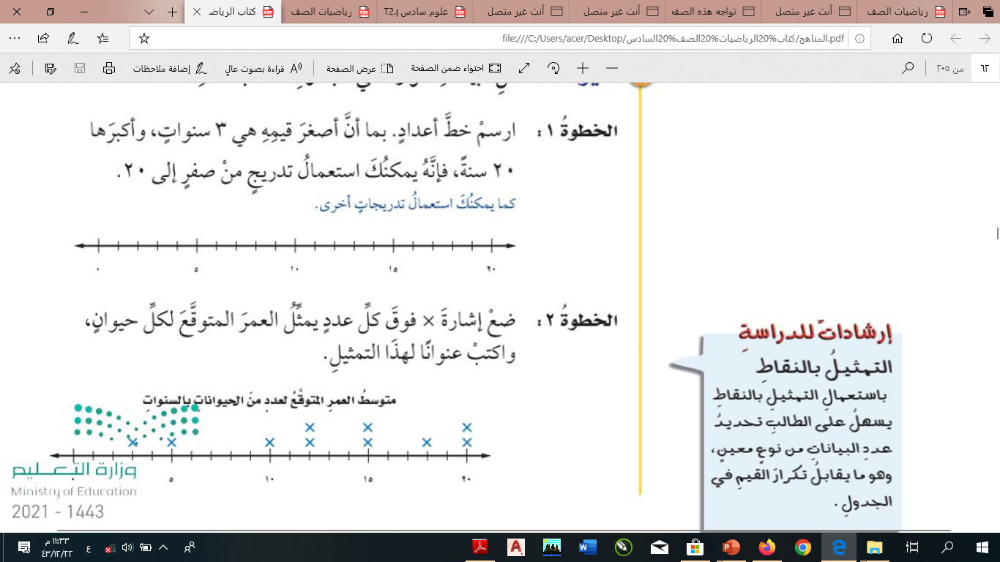 كتاب الرياض
رياضيات الصف
علوم سادس ج.T2
أنت غير متصل
أنت غير متصل
تواجه هذه الصفح
أنت غير متصل
رياضيات الصف
file:///C:/Users/acer/Desktop/المناهج/كتاب%20الرياضيات%20الصف%20السادس.pdf
إضافة ملاحظات
قراءة بصوت عالٍ
عرض الصفحة
احتواء ضمن الصفحة
من ٢٠٥
٦٢
الخطوةُ ١: ارسمْ خطَّ أعدادٍ. بما أنَّ أصغرَ قيمِهِ هي ٣ سنواتٍ، وأكبرَها
٢٠ سنةً، فإنَّهُ يمكنُكَ استعمالُ تدريجٍ منْ صفرٍ إلى ٢٠.
كما يمكنُكَ استعمالُ تدريجاتٍ أخرى.
٠ ٥ ١٠ ١٥ ٢٠
الخطوةُ ٢: ضعْ إشارةَ × فوقَ كلِّ عددٍ يمثِّلُ العمرَ المتوقَّعَ لكلِّ حيوانٍ،
واكتبْ عنوانًا لهذَا التمثيلِ.
متوسطُ العمرِ المتوقَّعُ لعددٍ منَ الحيواناتِ بالسنواتِ
٥ ١٠ ١٥ ٢٠
إرشاداتٌ للدراسةِ
التمثيلُ بالنقاطِ
باستعمالِ التمثيلِ بالنقاطِ
يسهلُ على الطالبِ تحديدُ
عددِ البياناتِ من نوعٍ معينٍ،
وهو ما يقابلُ تكرارَ القيمِ في
الجدولِ.
وزارة التعليم
Ministry of Education
2021 - 1443
١١:٣٣ م
٤٣/١٢/٢٢
ع